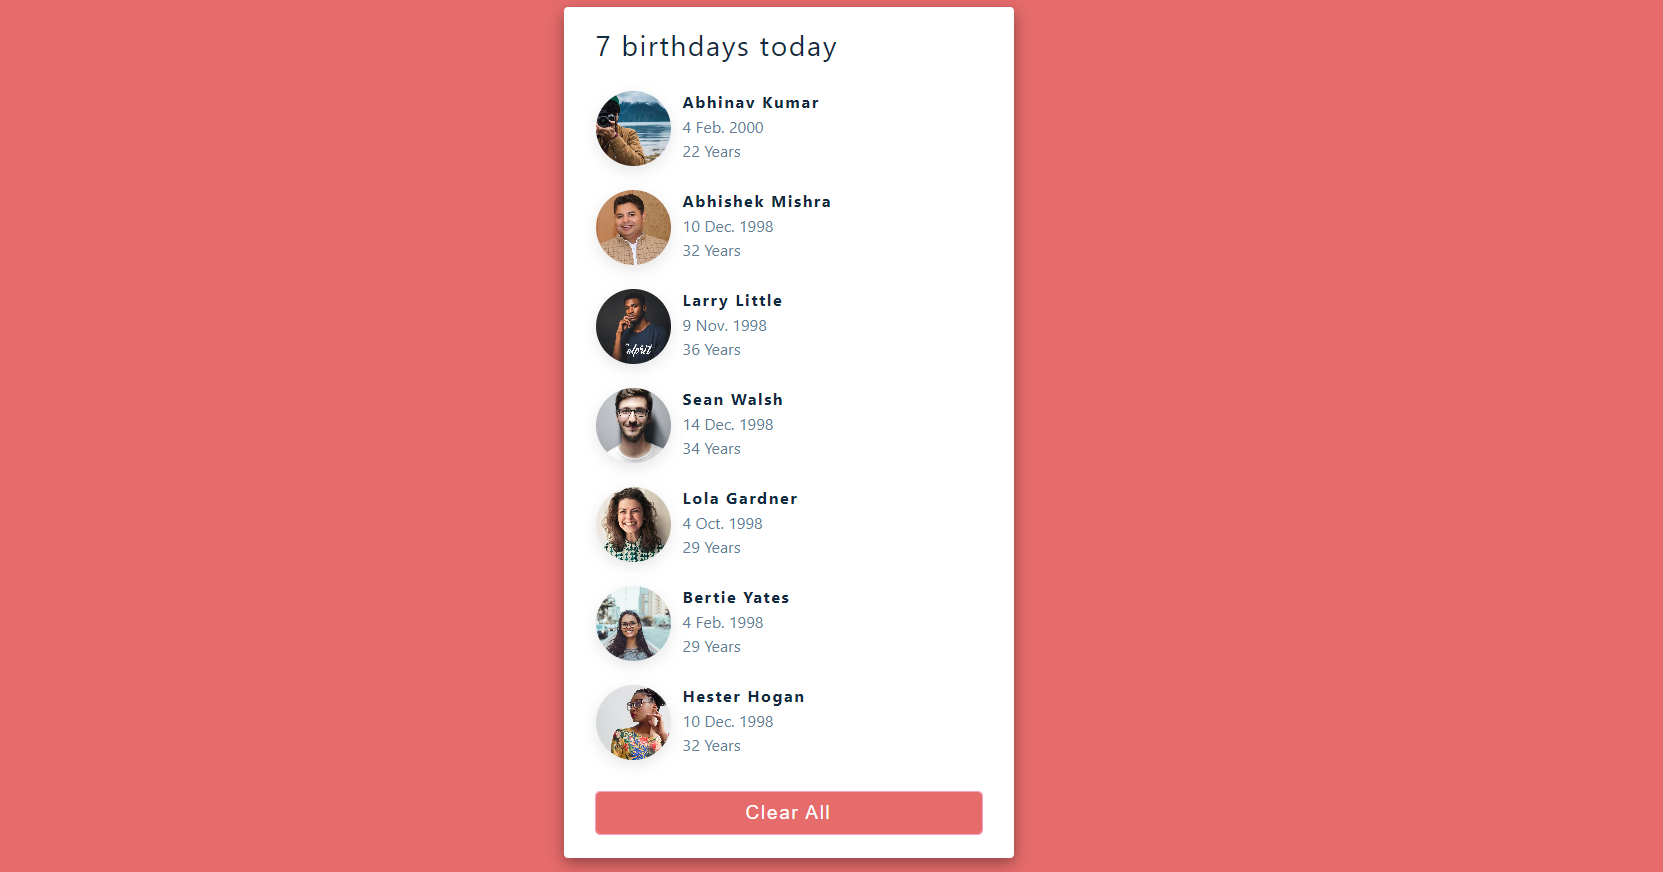 7 birthdays today
Abhinav Kumar
4 Feb. 2000
22 Years
Abhishek Mishra
10 Dec. 1998
32 Years
Larry Little
9 Nov. 1998
36 Years
Sean Walsh
14 Dec. 1998
34 Years
Lola Gardner
4 Oct. 1998
29 Years
Bertie Yates
4 Feb. 1998
29 Years
Hester Hogan
10 Dec. 1998
32 Years
Clear All